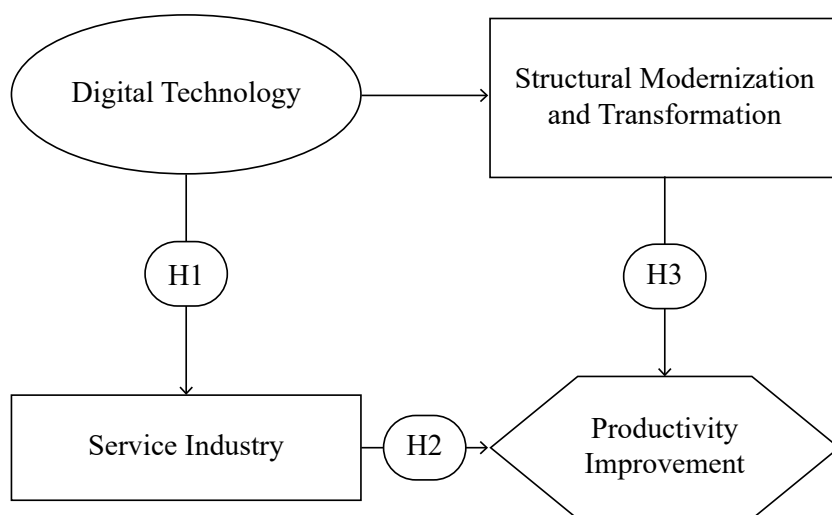 Digital Technology
Structural Modernization
and Transformation
H1
H3
Service Industry
H2
Productivity
Improvement